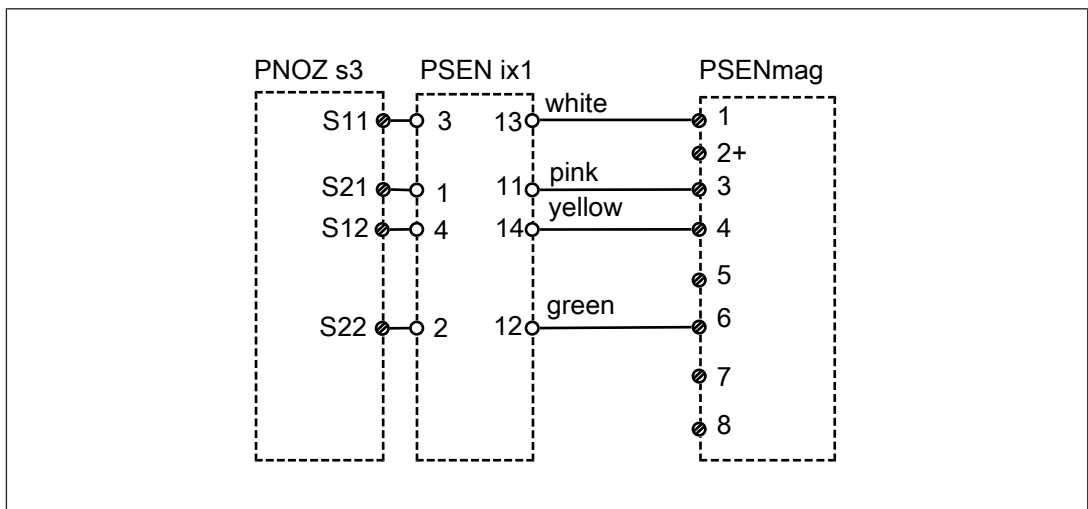 PNOZ s3 PSEN ix1 PSENmag
white
S11 3 13 1
2+
pink
S21 1 11 3
yellow
S12 4 14 4
5
green
S22 2 12 6
7
8